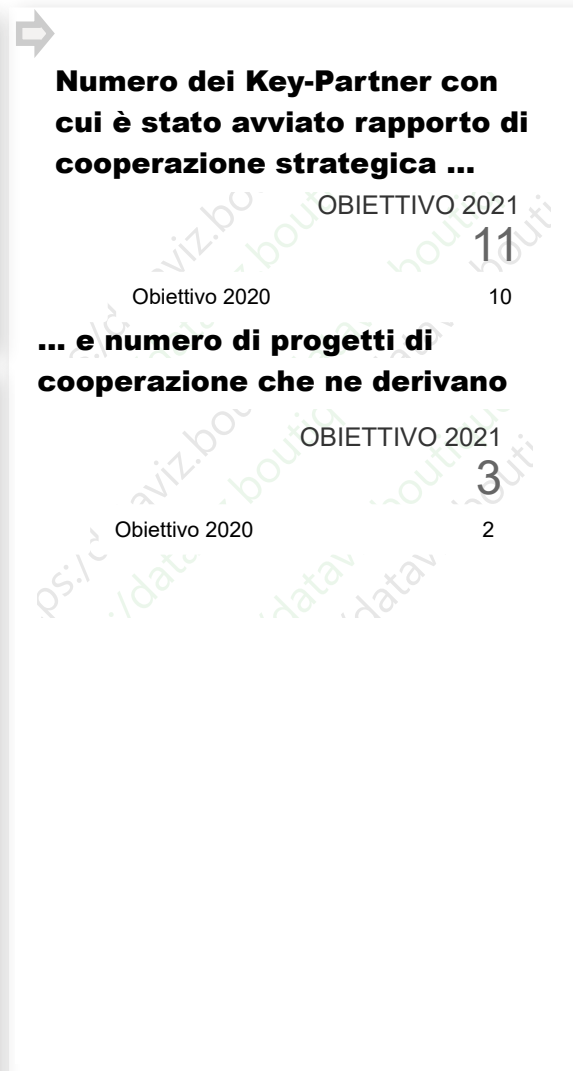 Numero dei Key-Partner con
cui è stato avviato rapporto di
cooperazione strategica ...
OBIETTIVO 2021
11
Obiettivo 2020 10
... e numero di progetti di
cooperazione che ne derivano
OBIETTIVO 2021
3
Obiettivo 2020 2